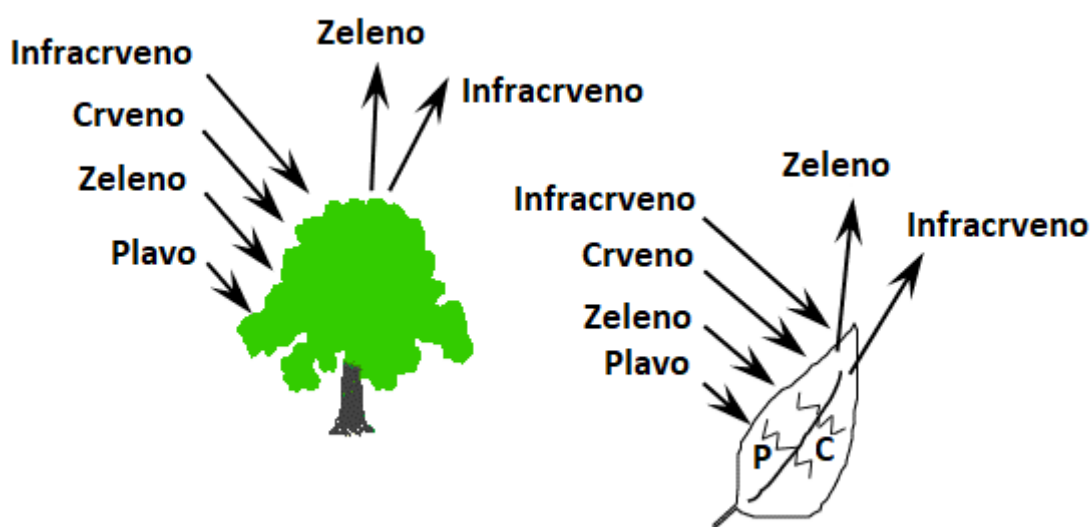 Zeleno
Infracrveno
Infracrveno
Crveno
Zeleno
Plavo
Zeleno
Infracrveno
Infracrveno
Crveno
Zeleno
Plavo
P
C